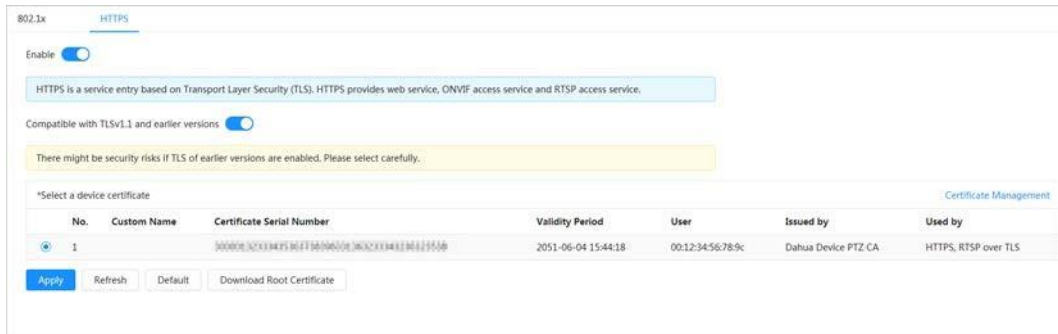 802.1x HTTPS
Enable
HTTPS is a service entry based on Transport Layer Security (TLS). HTTPS provides web service, ONVIF access service and RTSP access service.
Compatible with TLSv1.1 and earlier versions
There might be security risks if TLS of earlier versions are enabled. Please select carefully.
*Select a device certificate Certificate Management
No. Custom Name Certificate Serial Number Validity Period User Issued by Used by
1 2051-06-04 15:44:18 00:12:34:56:78:9c Dahua Device PTZ CA HTTPS, RTSP over TLS
Apply Refresh Default Download Root Certificate